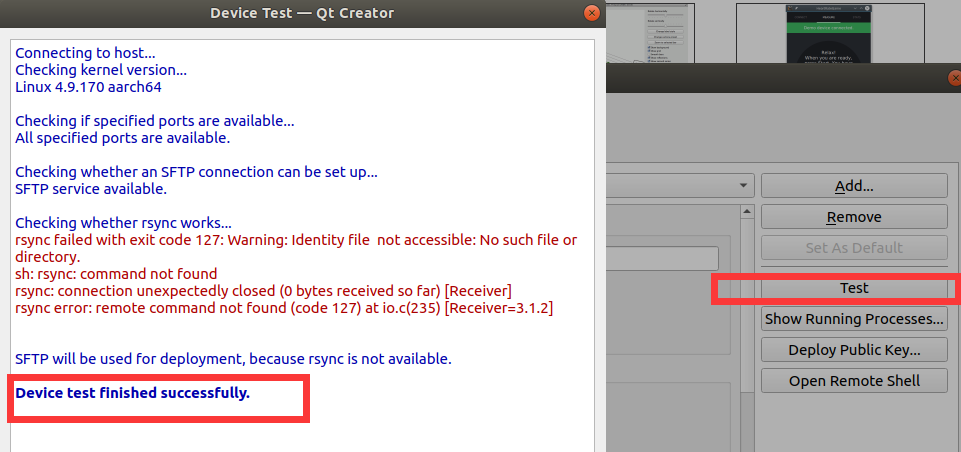 Device Test — Qt Creator
Connecting to host...
Checking kernel version...
Linux 4.9.170 aarch64
Checking if specified ports are available...
All specified ports are available.
Checking whether an SFTP connection can be set up...
SFTP service available.
Checking whether rsync works...
rsync failed with exit code 127: Warning: Identity file  not accessible: No such file or
directory.
sh: rsync: command not found
rsync: connection unexpectedly closed (0 bytes received so far) [Receiver]
rsync error: remote command not found (code 127) at io.c(235) [Receiver=3.1.2]
SFTP will be used for deployment, because rsync is not available.
Device test finished successfully.
Relax!
When you are ready,
Add...
Remove
Set As Default
Test
Show Running Processes...
Deploy Public Key...
Open Remote Shell